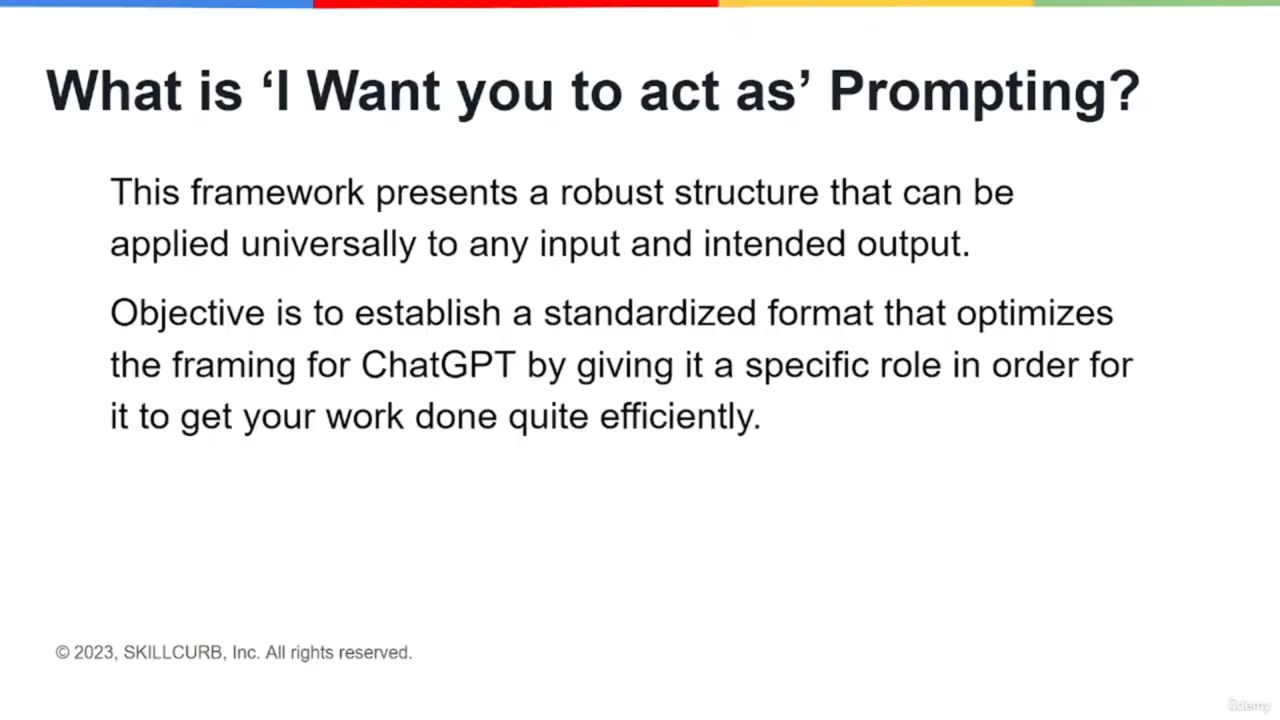 What is ‘I Want you to act as’ Prompting?
This framework presents a robust structure that can be
applied universally to any input and intended output.
Objective is to establish a standardized format that optimizes
the framing for ChatGPT by giving it a specific role in order for
it to get your work done quite efficiently.
© 2023, SKILLCURB, Inc. All rights reserved.
ûdemy